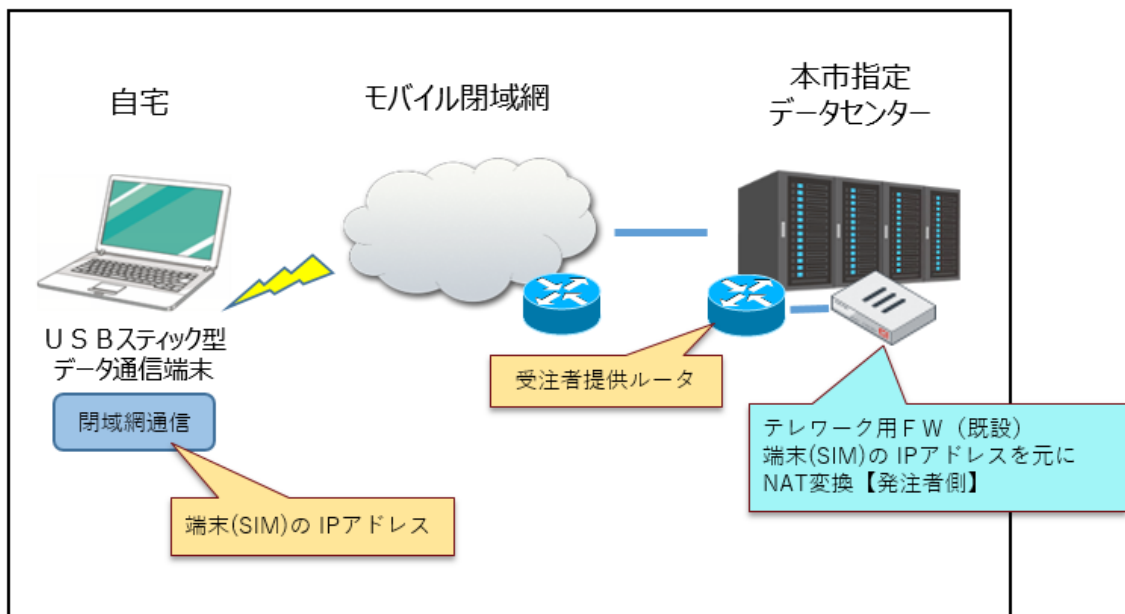 自宅
モバイル閉域網
本市指定
データセンター
ＵＳＢスティック型
データ通信端末
閉域網通信
受注者提供ルータ
端末(SIM)の IPアドレス
テレワーク用ＦＷ（既設）
端末(SIM)の IPアドレスを元に
NAT変換【発注者側】